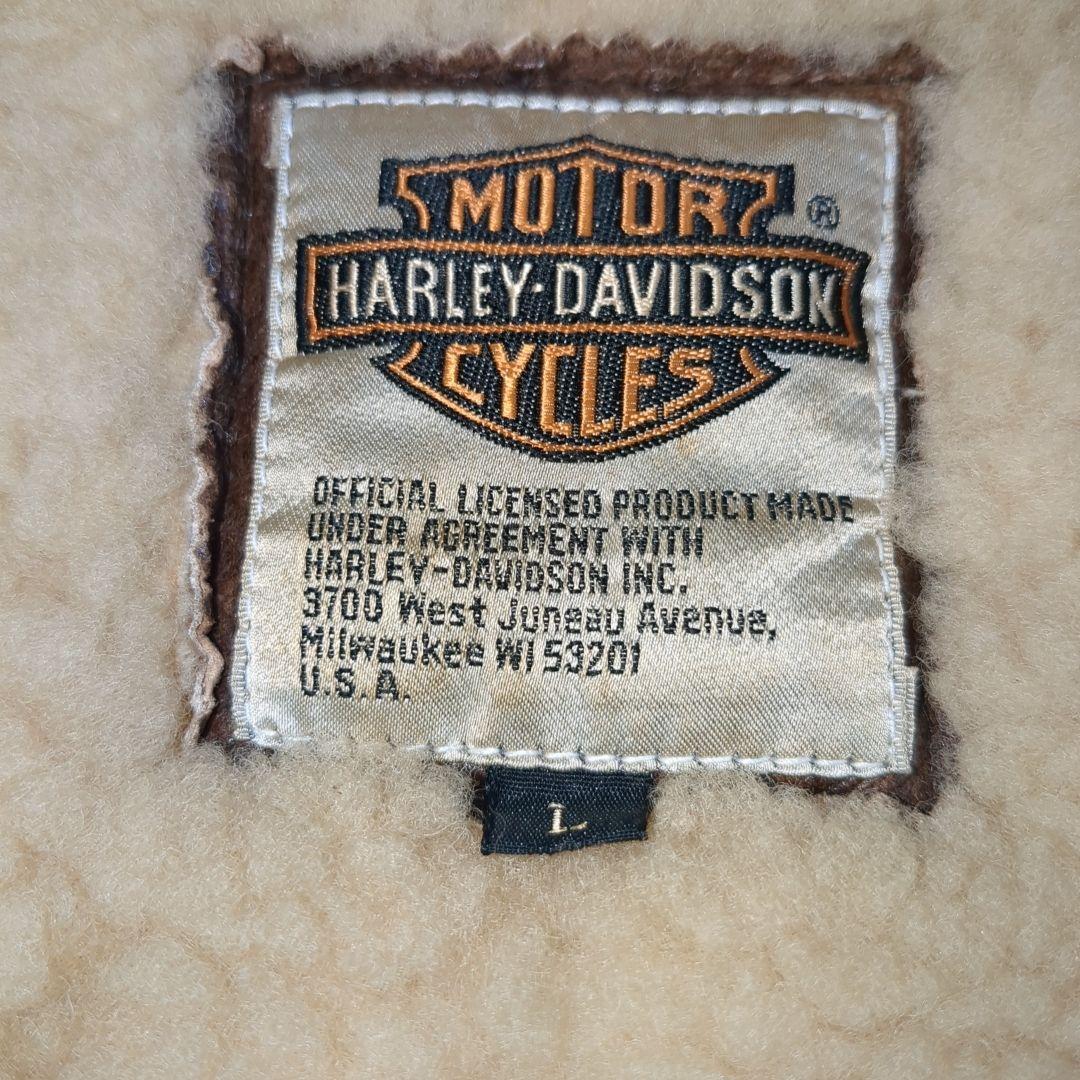 MOTOR
®
HARLEY-DAVIDSON
CYCLES
OFFICIAL LICENSED PRODUCT MADE
UNDER AGREEMENT WITH
HARLEY-DAVIDSON INC.
3700 West Juneau Avenue,
Milwaukee WI 53201
U.S.A.
L